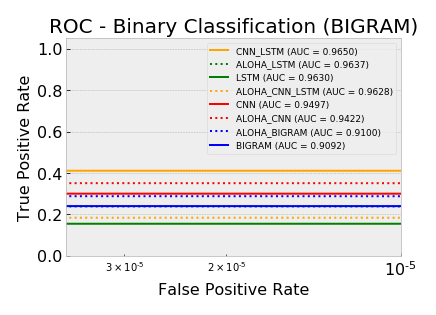 ROC - Binary Classification (BIGRAM)
1.0
0.8
0.6
0.4
0.2
0.0
True Positive Rate
CNN_LSTM (AUC = 0.9650)
ALOHA_LSTM (AUC = 0.9637)
LSTM (AUC = 0.9630)
ALOHA_CNN_LSTM (AUC = 0.9628)
CNN (AUC = 0.9497)
ALOHA_CNN (AUC = 0.9422)
ALOHA_BIGRAM (AUC = 0.9100)
BIGRAM (AUC = 0.9092)
3 × 10⁻⁵ 2 × 10⁻⁵ 10⁻⁵
False Positive Rate